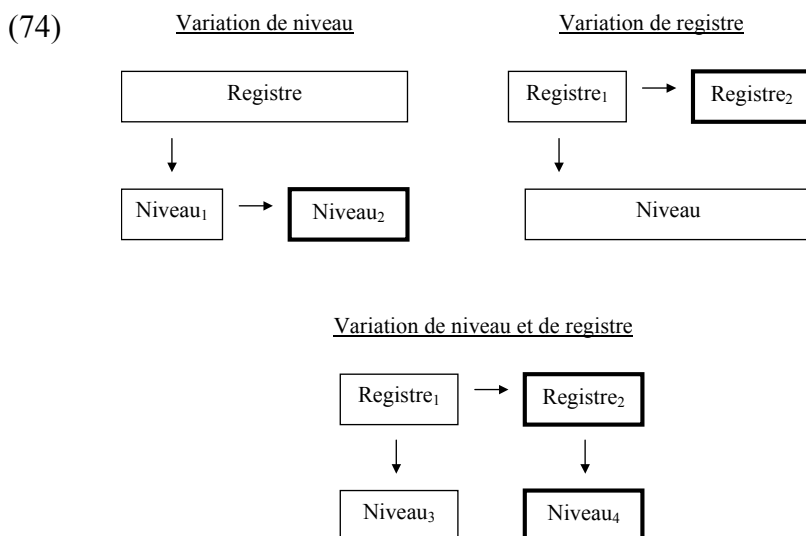 (74)
Variation de niveau
Registre
Niveau₁
Niveau₂
Variation de registre
Registre₁
Registre₂
Niveau
Variation de niveau et de registre
Registre₁
Registre₂
Niveau₃
Niveau₄